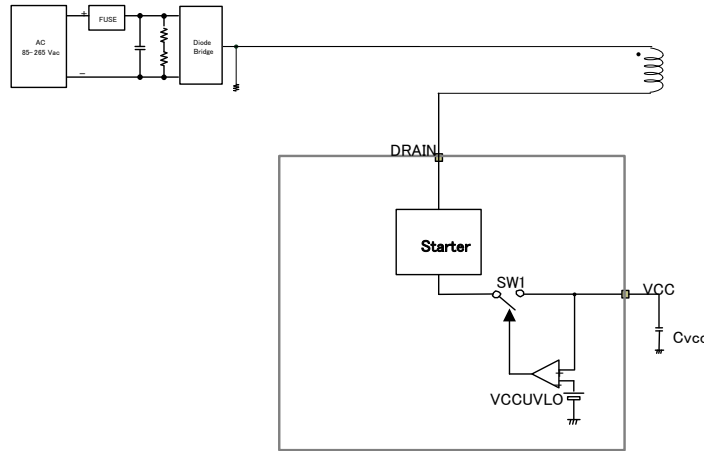 AC
85-265 Vac
+
-
FUSE
Diode
Bridge
DRAIN
Starter
SW1
VCC
Cvcc
+
-
VCCUVLO